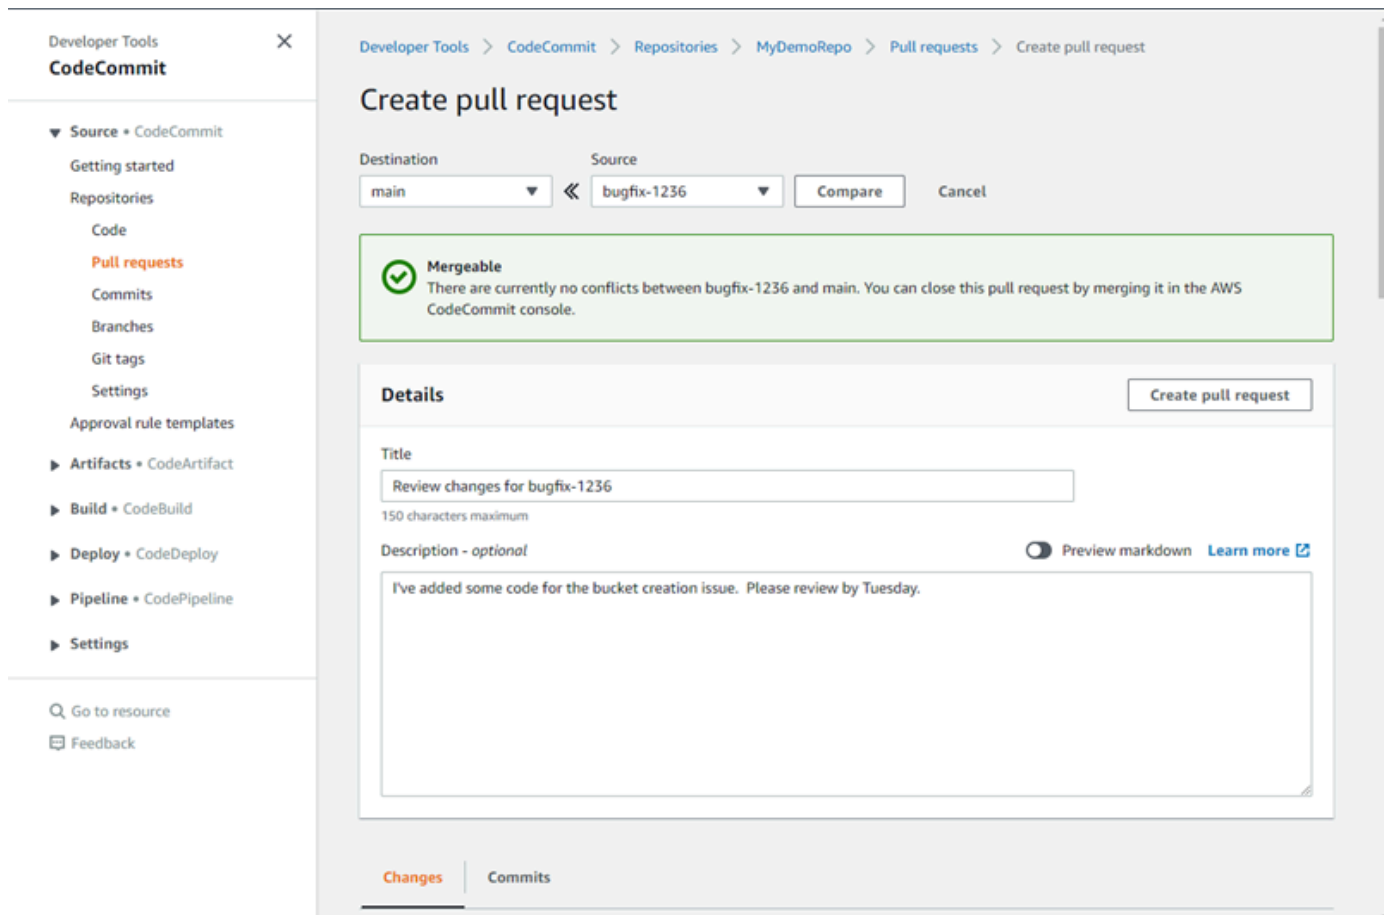 Developer Tools
CodeCommit
Source • CodeCommit
Getting started
Repositories
Code
Pull requests
Commits
Branches
Git tags
Settings
Approval rule templates
Artifacts • CodeArtifact
Build • CodeBuild
Deploy • CodeDeploy
Pipeline • CodePipeline
Settings
Go to resource
Feedback
Developer Tools > CodeCommit > Repositories > MyDemoRepo > Pull requests > Create pull request
Create pull request
Destination Source
main bugfix-1236 Compare Cancel
Mergeable
There are currently no conflicts between bugfix-1236 and main. You can close this pull request by merging it in the AWS
CodeCommit console.
Details Create pull request
Title
Review changes for bugfix-1236
150 characters maximum
Description - optional Preview markdown Learn more
I've added some code for the bucket creation issue. Please review by Tuesday.
Changes Commits